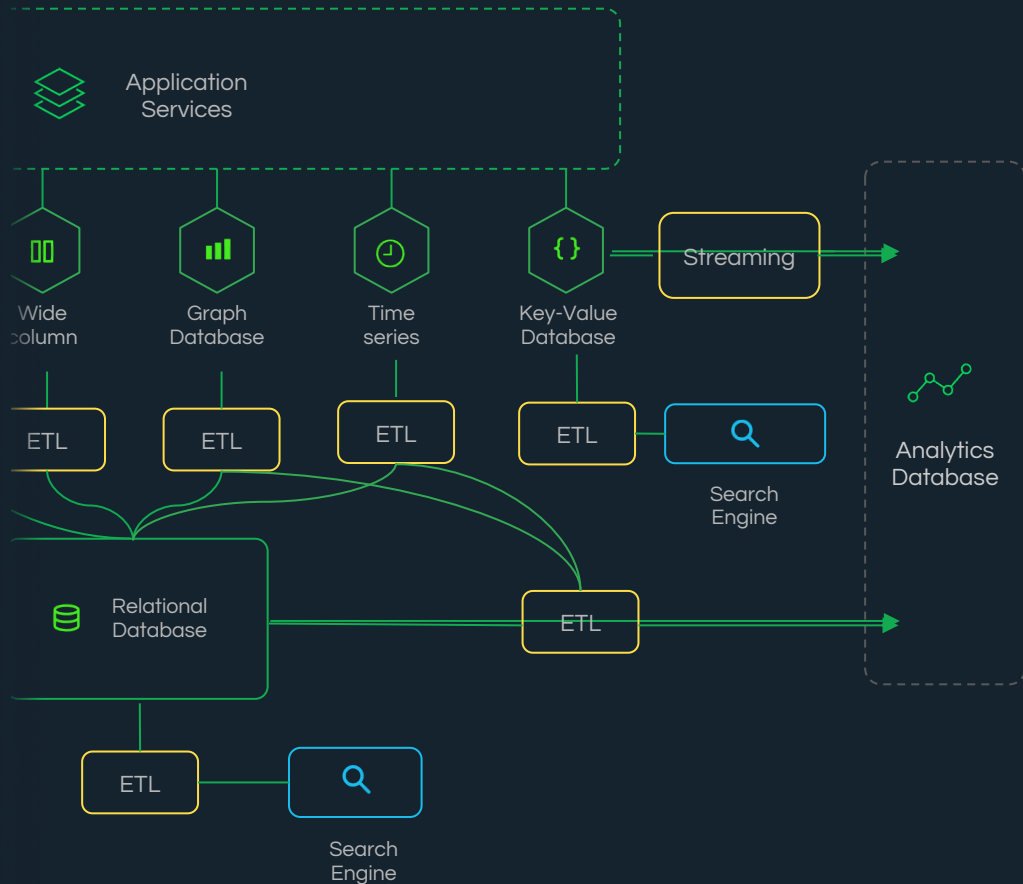 Application
Services
Wide
column
Graph
Database
Time
series
Key-Value
Database
Streaming
ETL
ETL
ETL
ETL
Search
Engine
Analytics
Database
Relational
Database
ETL
ETL
Search
Engine